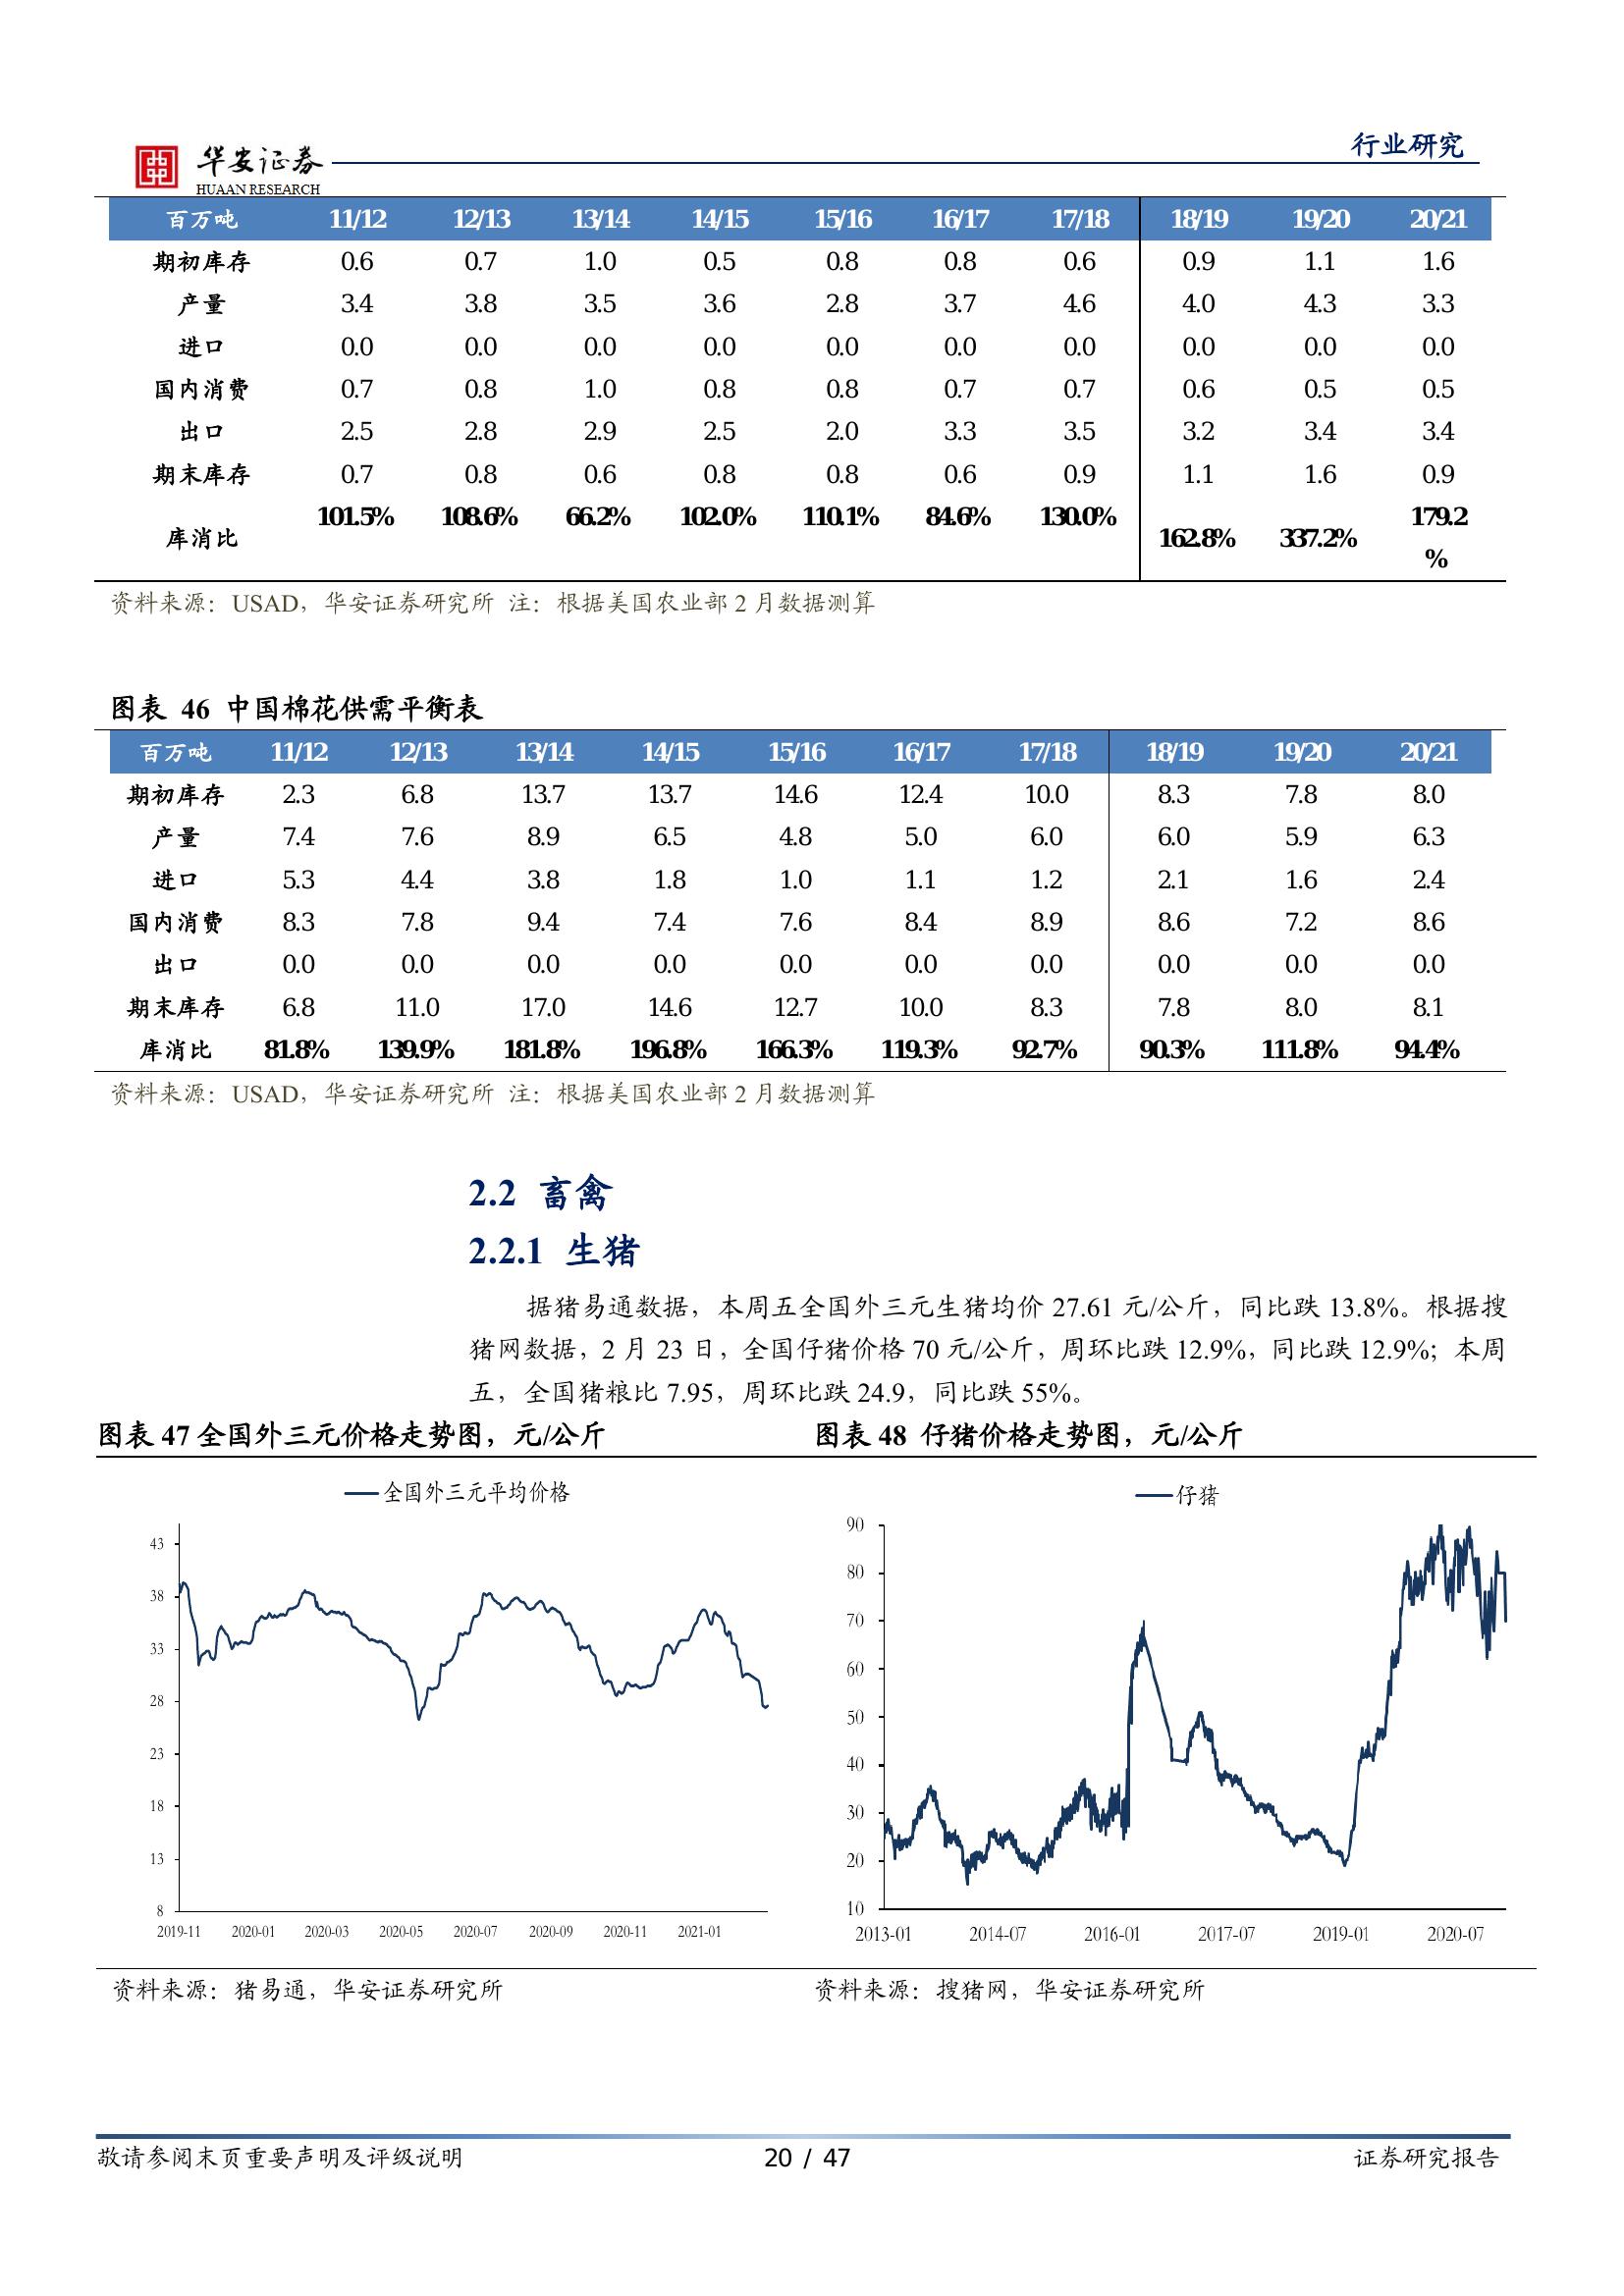 行业研究
华安证券
HUAAN RESEARCH
百万吨 11/12 12/13 13/14 14/15 15/16 16/17 17/18 18/19 19/20 20/21
期初库存 0.6 0.7 1.0 0.5 0.8 0.8 0.6 0.9 1.1 1.6
产量 3.4 3.8 3.5 3.6 2.8 3.7 4.6 4.0 4.3 3.3
进口 0.0 0.0 0.0 0.0 0.0 0.0 0.0 0.0 0.0 0.0
国内消费 0.7 0.8 1.0 0.8 0.8 0.7 0.7 0.6 0.5 0.5
出口 2.5 2.8 2.9 2.5 2.0 3.3 3.5 3.2 3.4 3.4
期末库存 0.7 0.8 0.6 0.8 0.8 0.6 0.9 1.1 1.6 0.9
库消比 101.5% 108.6% 66.2% 102.0% 110.1% 84.6% 130.0% 162.8% 337.2% 179.2%
资料来源：USAD，华安证券研究所 注：根据美国农业部 2 月数据测算
图表 46 中国棉花供需平衡表
百万吨 11/12 12/13 13/14 14/15 15/16 16/17 17/18 18/19 19/20 20/21
期初库存 2.3 6.8 13.7 13.7 14.6 12.4 10.0 8.3 7.8 8.0
产量 7.4 7.6 8.9 6.5 4.8 5.0 6.0 6.0 5.9 6.3
进口 5.3 4.4 3.8 1.8 1.0 1.1 1.2 2.1 1.6 2.4
国内消费 8.3 7.8 9.4 7.4 7.6 8.4 8.9 8.6 7.2 8.6
出口 0.0 0.0 0.0 0.0 0.0 0.0 0.0 0.0 0.0 0.0
期末库存 6.8 11.0 17.0 14.6 12.7 10.0 8.3 7.8 8.0 8.1
库消比 81.8% 139.9% 181.8% 196.8% 166.3% 119.3% 92.7% 90.3% 111.8% 94.4%
资料来源：USAD，华安证券研究所 注：根据美国农业部 2 月数据测算
2.2 畜禽
2.2.1 生猪
据猪易通数据，本周五全国外三元生猪均价 27.61 元/公斤，同比跌 13.8%。根据搜
猪网数据，2 月 23 日，全国仔猪价格 70 元/公斤，周环比跌 12.9%，同比跌 12.9%；本周
五，全国猪粮比 7.95，周环比跌 24.9，同比跌 55%。
图表 47 全国外三元价格走势图，元/公斤
全国外三元平均价格
43
38
33
28
23
18
13
8
2019-11 2020-01 2020-03 2020-05 2020-07 2020-09 2020-11 2021-01
资料来源：猪易通，华安证券研究所
图表 48 仔猪价格走势图，元/公斤
仔猪
90
80
70
60
50
40
30
20
10
2013-01 2014-07 2016-01 2017-07 2019-01 2020-07
资料来源：搜猪网，华安证券研究所
敬请参阅末页重要声明及评级说明 20 / 47 证券研究报告